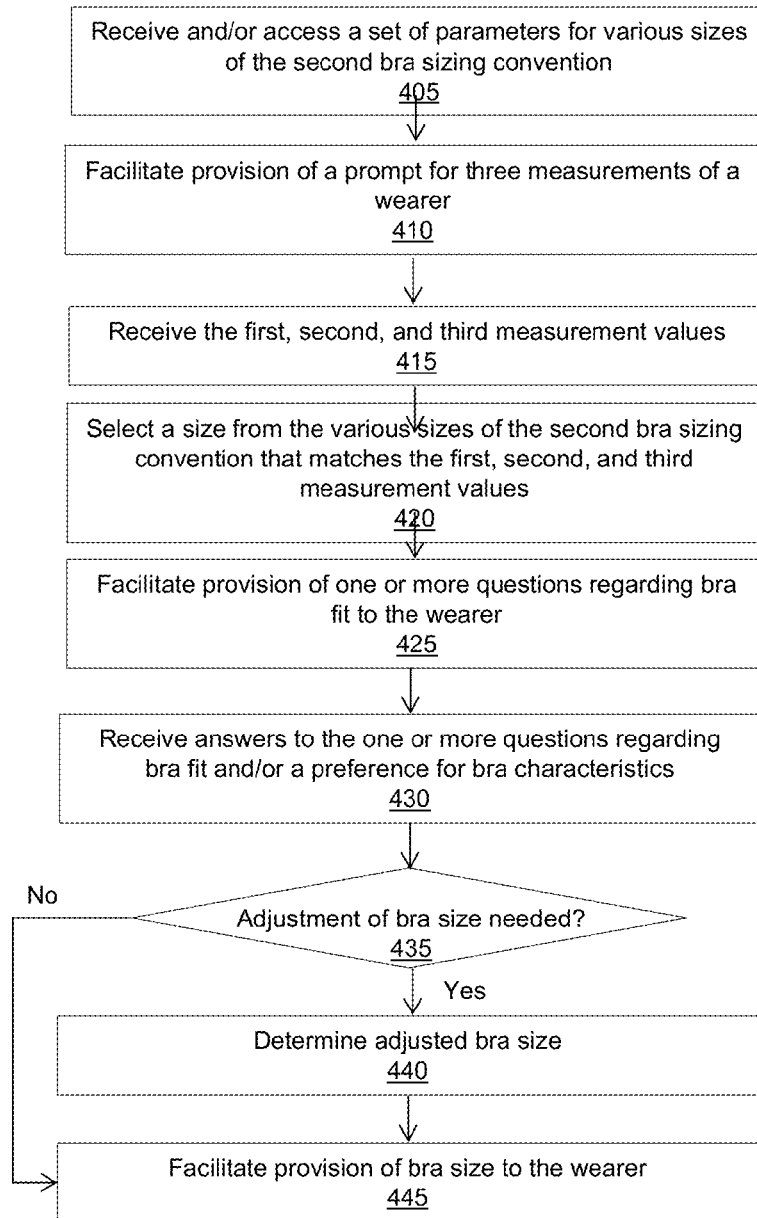 Receive and/or access a set of parameters for various sizes
of the second bra sizing convention
405
Facilitate provision of a prompt for three measurements of a
wearer
410
Receive the first, second, and third measurement values
415
Select a size from the various sizes of the second bra sizing
convention that matches the first, second, and third
measurement values
420
Facilitate provision of one or more questions regarding bra
fit to the wearer
425
Receive answers to the one or more questions regarding
bra fit and/or a preference for bra characteristics
430
No
Adjustment of bra size needed?
435
Yes
Determine adjusted bra size
440
Facilitate provision of bra size to the wearer
445